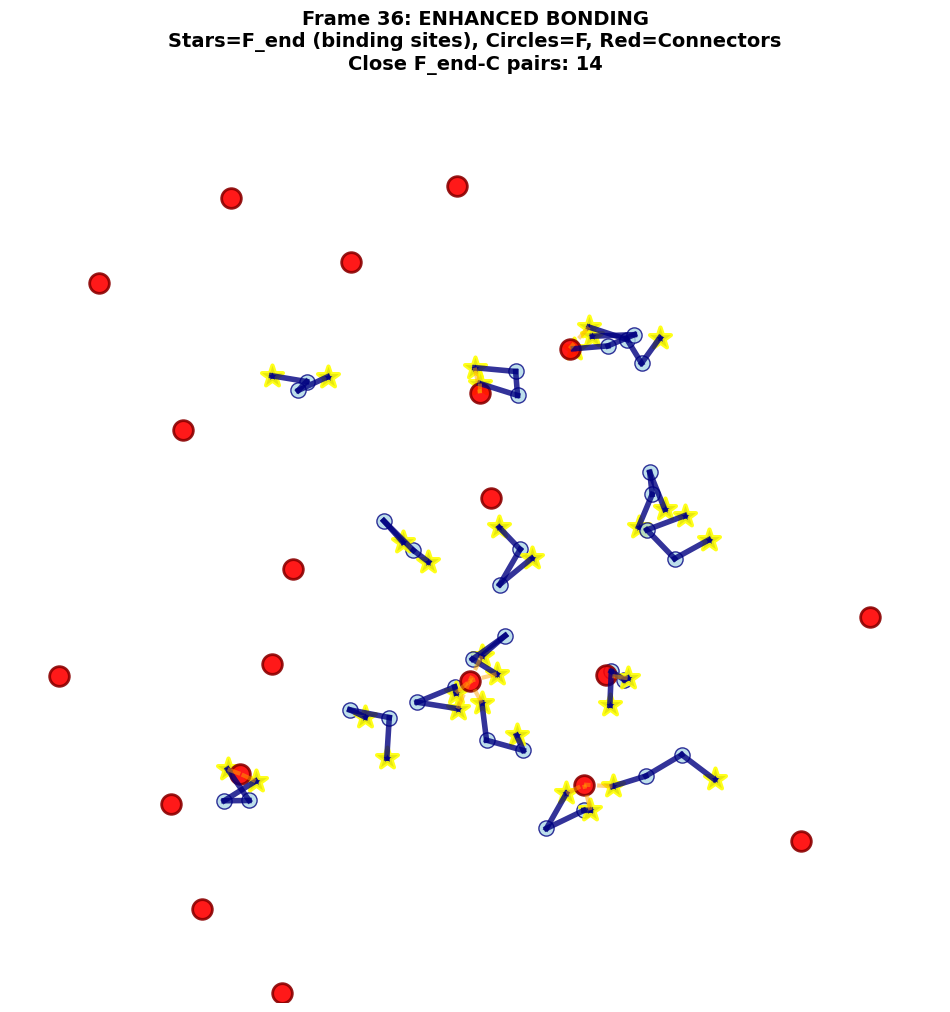 Frame 36: ENHANCED BONDING
Stars=F_end (binding sites), Circles=F, Red=Connectors
Close F_end-C pairs: 14